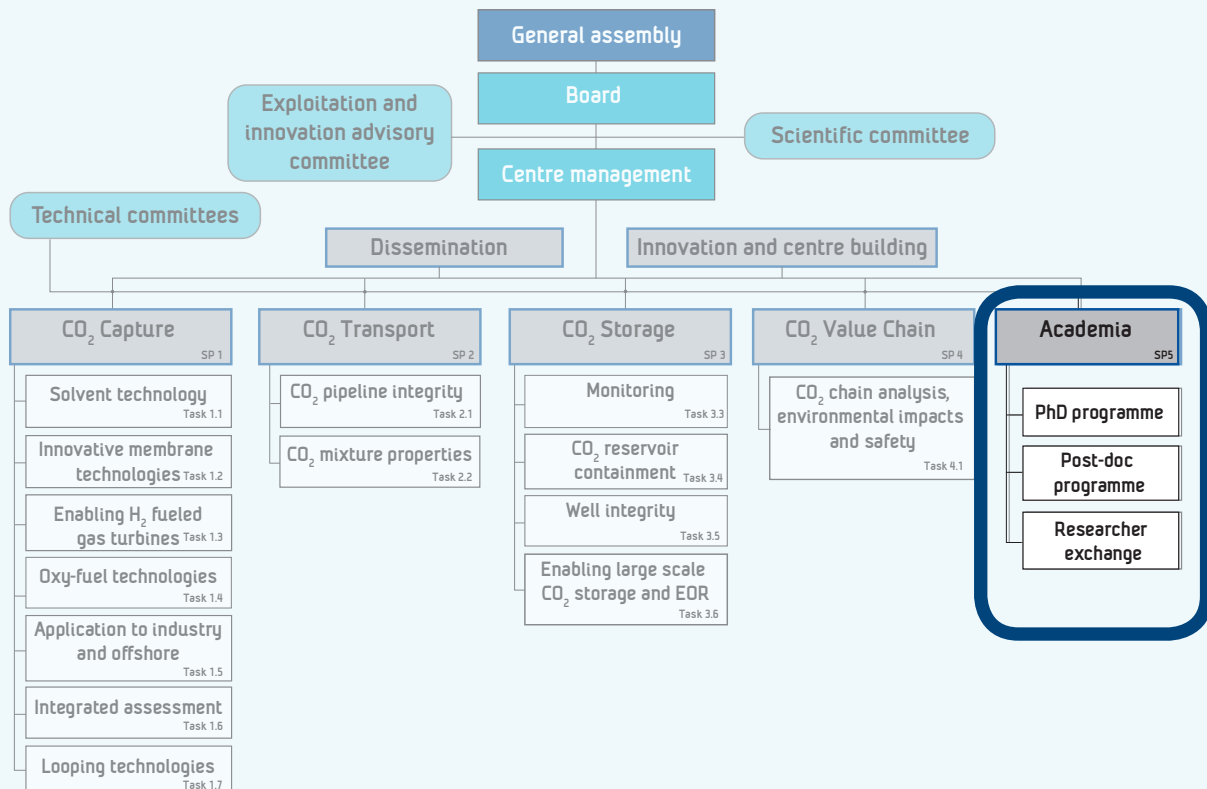 General assembly
Board
Exploitation and
innovation advisory
committee
Scientific committee
Centre management
Technical committees
Dissemination
Innovation and centre building
CO₂ Capture
SP 1
CO₂ Transport
SP 2
CO₂ Storage
SP 3
CO₂ Value Chain
SP 4
Academia
SP5
Solvent technology
Task 1.1
Innovative membrane
technologies Task 1.2
Enabling H₂ fueled
gas turbines Task 1.3
Oxy-fuel technologies
Task 1.4
Application to industry
and offshore
Task 1.5
Integrated assessment
Task 1.6
Looping technologies
Task 1.7
CO₂ pipeline integrity
Task 2.1
CO₂ mixture properties
Task 2.2
Monitoring
Task 3.3
CO₂ reservoir
containment Task 3.4
Well integrity
Task 3.5
Enabling large scale
CO₂ storage and EOR
Task 3.6
CO₂ chain analysis,
environmental impacts
and safety
Task 4.1
PhD programme
Post-doc
programme
Researcher
exchange